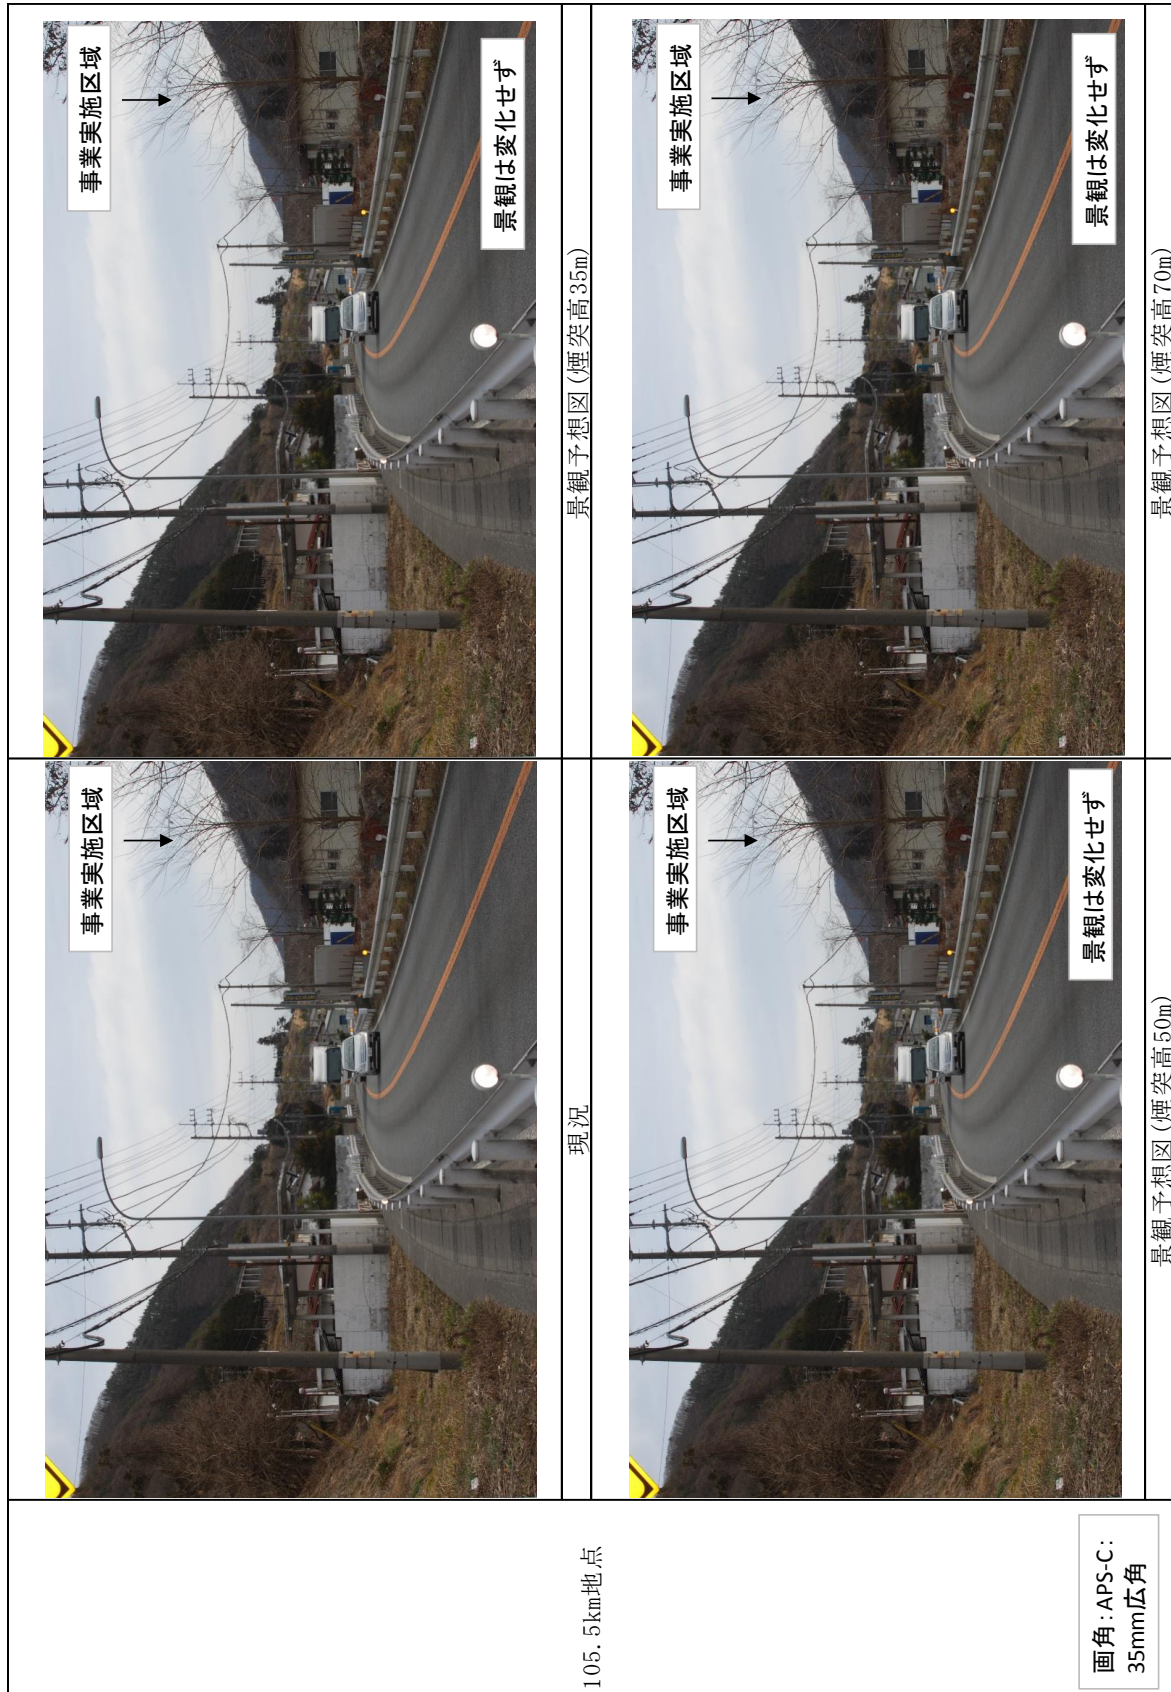 105.5km地点
画角:APS-C:
35mm広角
事業実施区域
現況
事業実施区域
景観は変化せず
景観予想図(煙突高35m)
事業実施区域
景観は変化せず
景観予想図(煙突高50m)
事業実施区域
景観は変化せず
景観予想図(煙突高70m)